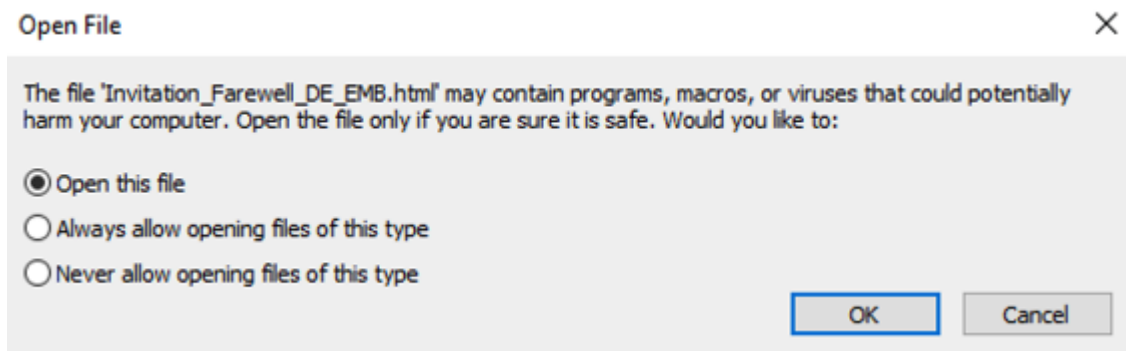 Open File
The file 'Invitation_Farewell_DE_EMB.html' may contain programs, macros, or viruses that could potentially
harm your computer. Open the file only if you are sure it is safe. Would you like to:
Open this file
Always allow opening files of this type
Never allow opening files of this type
OK Cancel